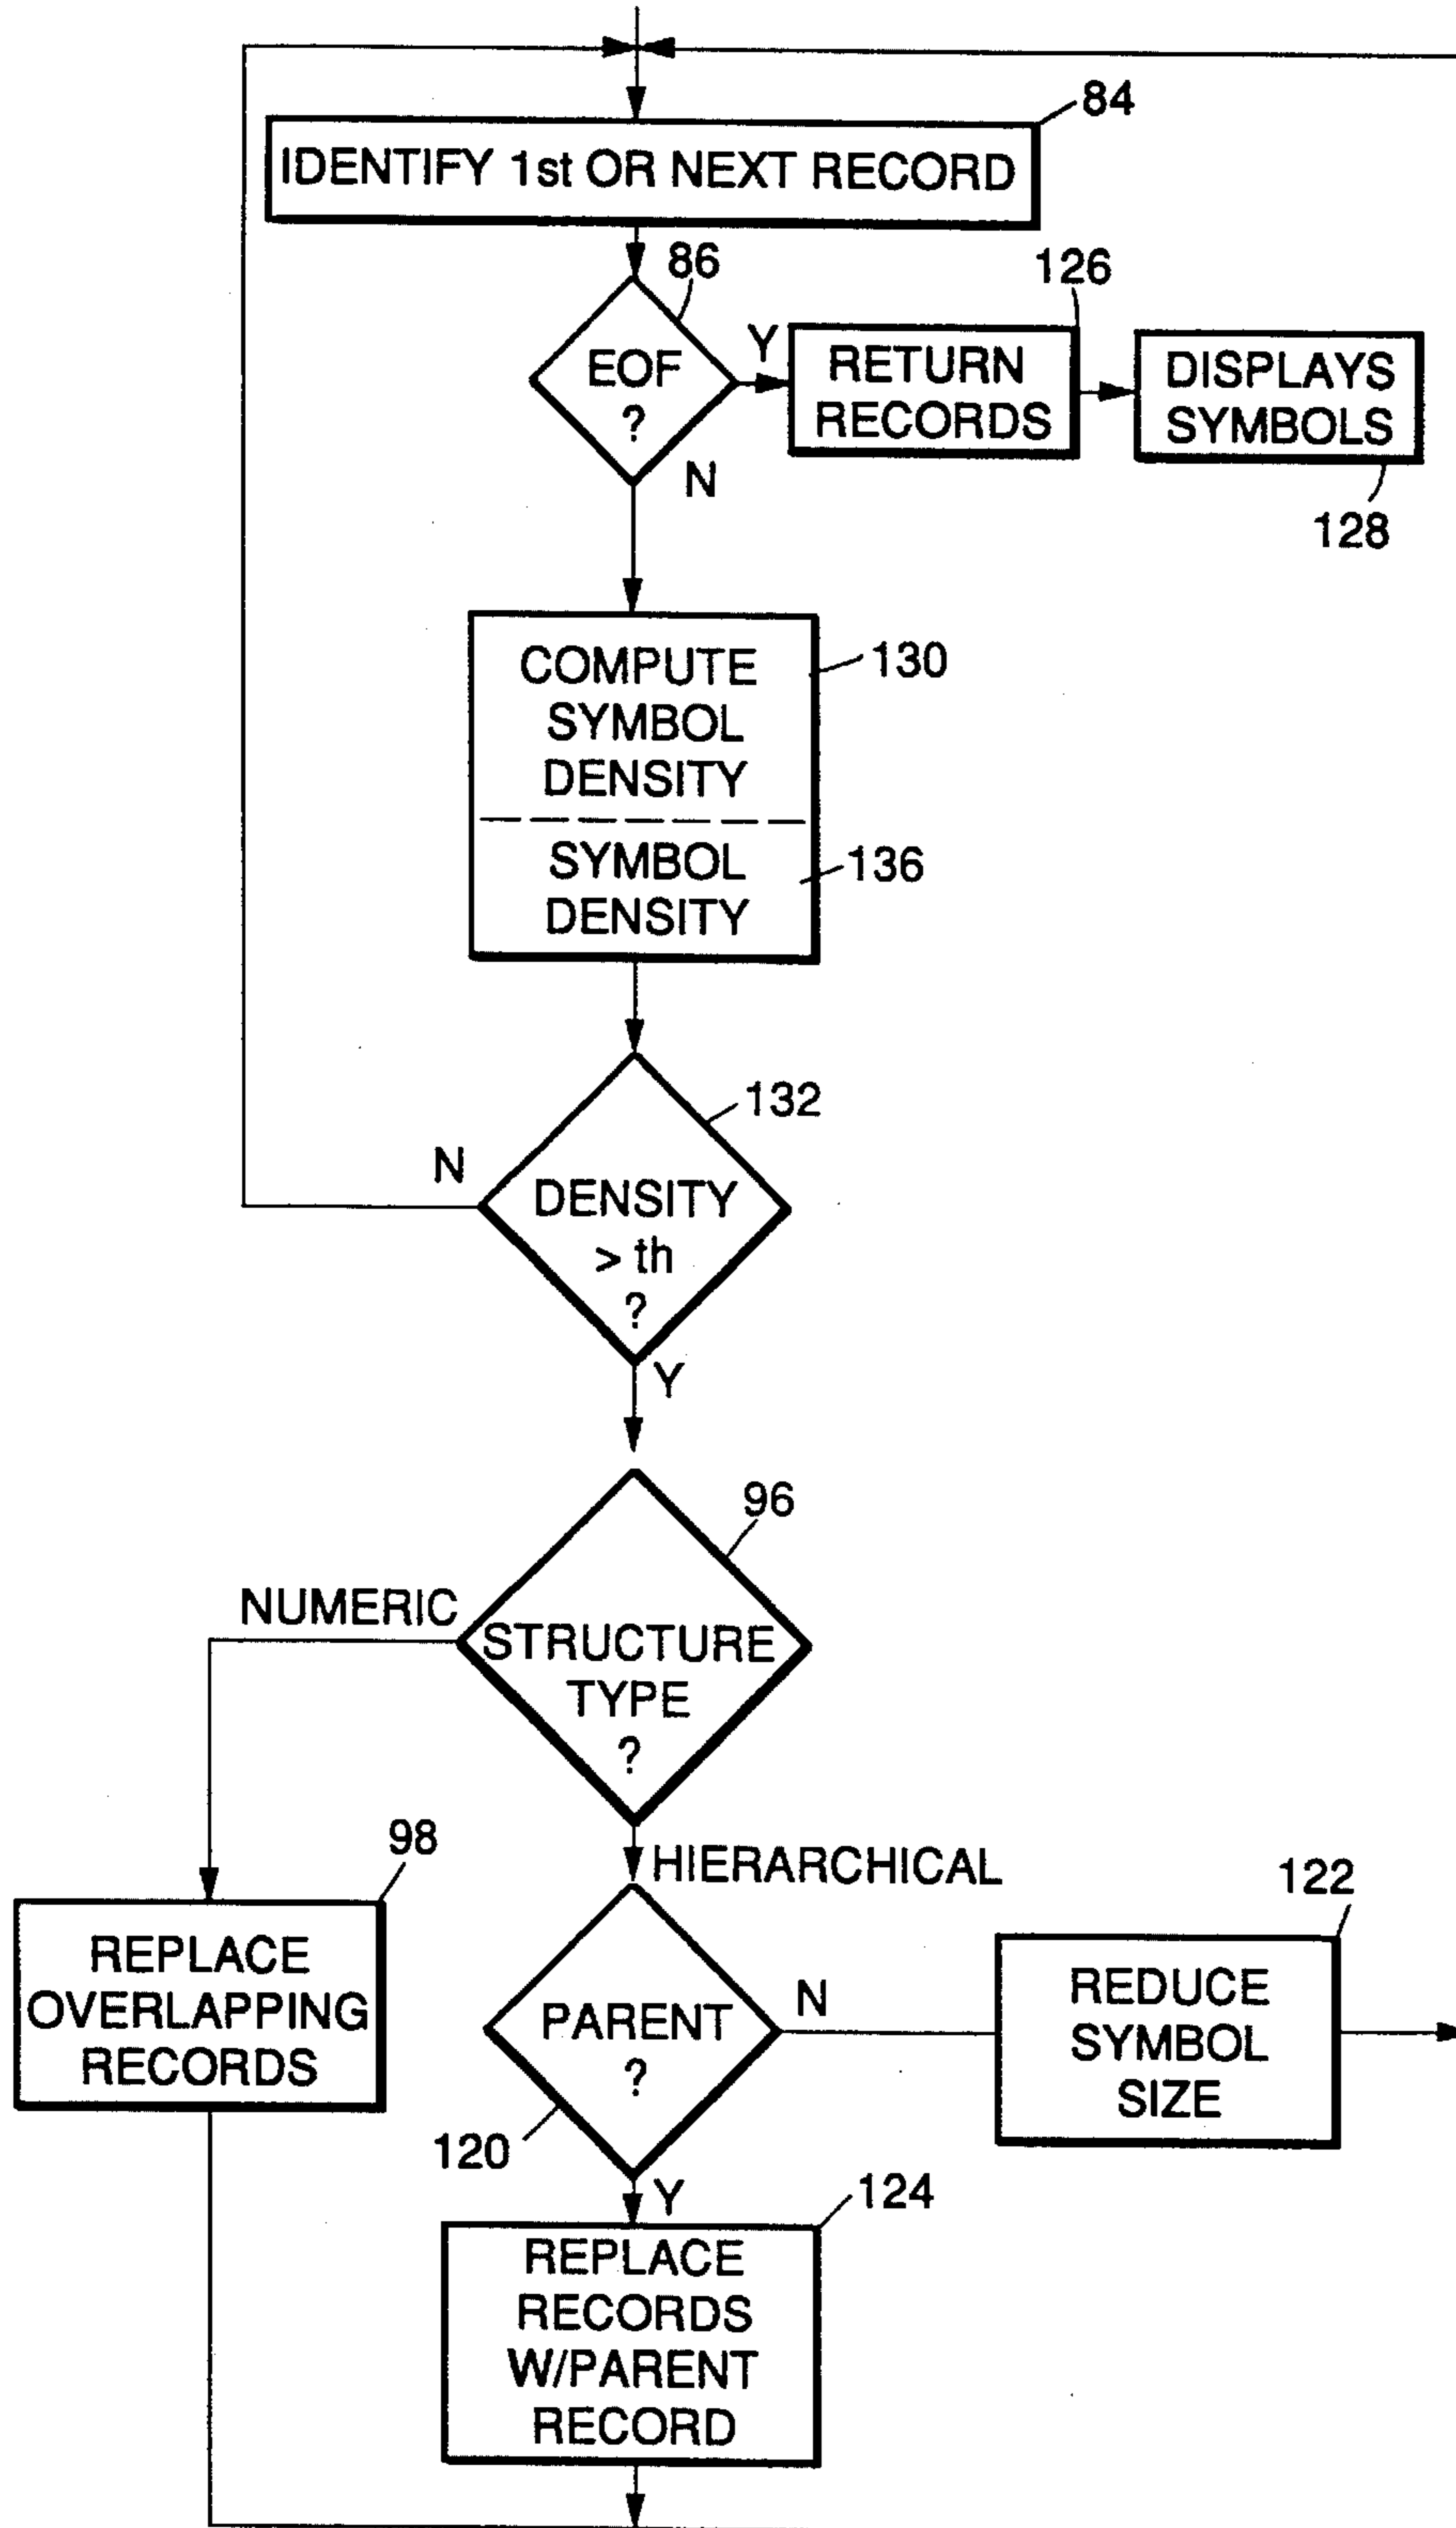 84
IDENTIFY 1st OR NEXT RECORD
86
126
EOF
?
Y
RETURN
RECORDS
DISPLAYS
SYMBOLS
N
128
COMPUTE
SYMBOL
DENSITY
130
SYMBOL
DENSITY
136
132
N
DENSITY
> th
?
Y
96
NUMERIC
STRUCTURE
TYPE
?
98
HIERARCHICAL
122
REPLACE
OVERLAPPING
RECORDS
PARENT
?
N
REDUCE
SYMBOL
SIZE
120
Y
124
REPLACE
RECORDS
W/PARENT
RECORD